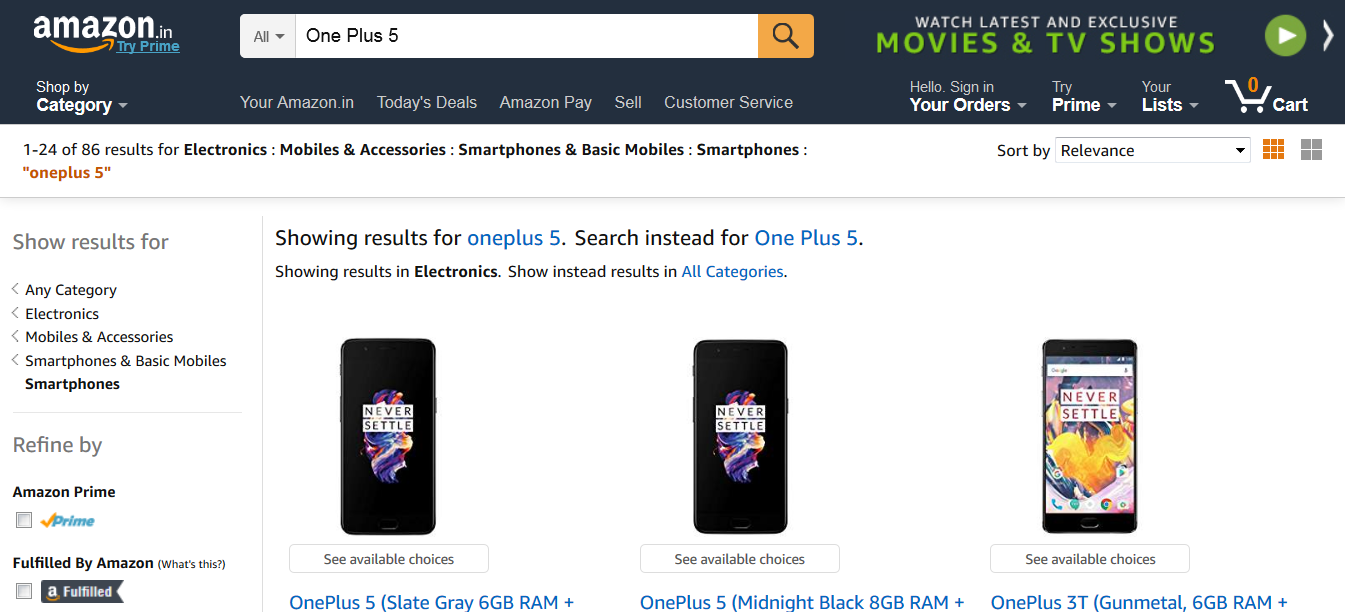 amazon.in
Try Prime
All
One Plus 5
WATCH LATEST AND EXCLUSIVE
MOVIES & TV SHOWS
Shop by
Category
Your Amazon.in Today's Deals Amazon Pay Sell Customer Service
Hello. Sign in
Your Orders
Try
Prime
Your
Lists
0
Cart
1-24 of 86 results for Electronics : Mobiles & Accessories : Smartphones & Basic Mobiles : Smartphones :
"oneplus 5"
Sort by Relevance
Show results for
Any Category
Electronics
Mobiles & Accessories
Smartphones & Basic Mobiles
Smartphones
Refine by
Amazon Prime
Prime
Fulfilled By Amazon (What's this?)
a Fulfilled
Showing results for oneplus 5. Search instead for One Plus 5.
Showing results in Electronics. Show instead results in All Categories.
NEVER
SETTLE
See available choices
OnePlus 5 (Slate Gray 6GB RAM +
NEVER
SETTLE
See available choices
OnePlus 5 (Midnight Black 8GB RAM +
Google
NEVER
SETTLE
See available choices
OnePlus 3T (Gunmetal, 6GB RAM +